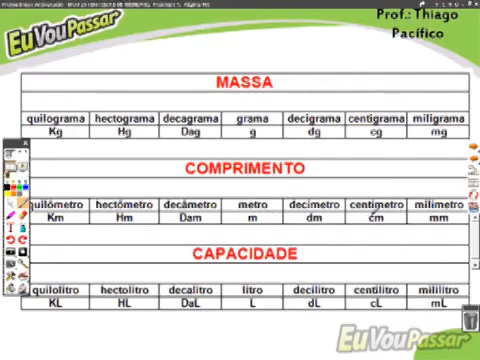 EuVouPassar
Prof.: Thiago
Pacífico
MASSA
quilograma hectograma decagrama grama decigrama centigrama miligrama
Kg Hg Dag g dg cg mg
COMPRIMENTO
quilômetro hectômetro decâmetro metro decímetro centímetro milímetro
Km Hm Dam m dm cm mm
CAPACIDADE
quilolitro hectolitro decalitro litro decilitro centilitro mililitro
KL HL DaL L dL cL mL
EuVouPassar